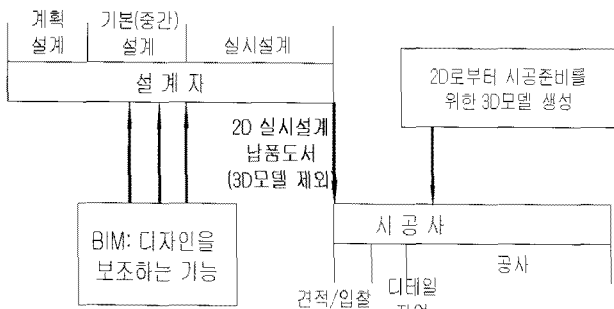 계획
설계
기본(중간)
설계
실시설계
설 계 자
2D로부터 시공준비를
위한 3D모델 생성
2D 실시설계
납품도서
(3D모델 제외)
BIM: 디자인을
보조하는 기능
시 공 사
견적/입찰
디테일
공사